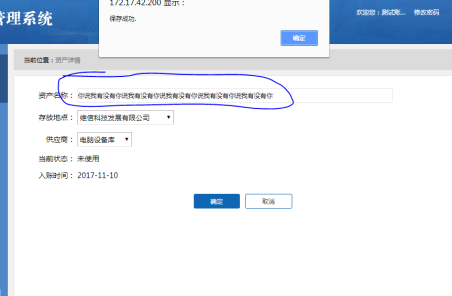 172.17.42.200 显示：
管理系统
欢迎您：测试账... 修改密码
保存成功.
确定
当前位置：资产详情
资产名称： 你说我有没有你说我有没有你说我有没有你说我有没有你说我有没有你
存放地点： 维信科技发展有限公司
供应商： 电脑设备库
当前状态： 未使用
入账时间： 2017-11-10
确定 取消